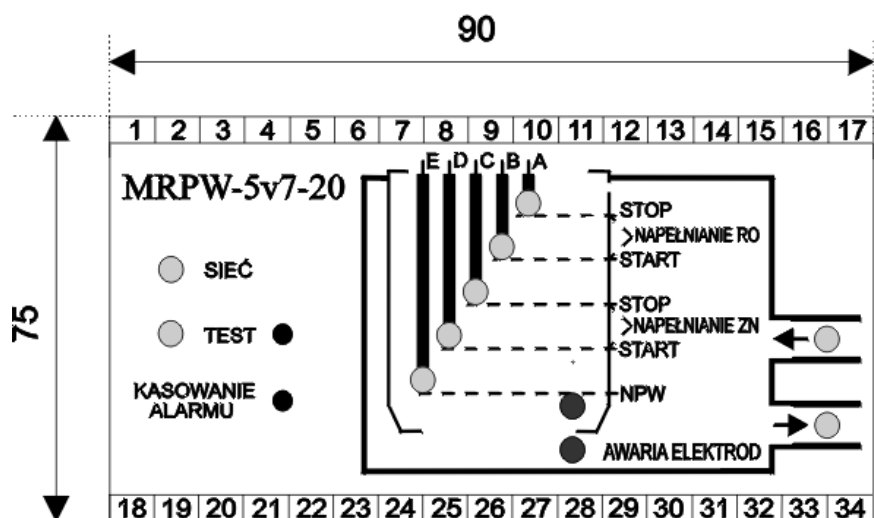 90
75
1 2 3 4 5 6 7 8 9 10 11 12 13 14 15 16 17
E D C B A
MRPW-5v7-20
STOP
NAPEŁNIANIE RO
START
SIEĆ
STOP
NAPEŁNIANIE ZN
START
TEST
KASOWANIE
ALARMU
NPW
AWARIA ELEKTROD
18 19 20 21 22 23 24 25 26 27 28 29 30 31 32 33 34